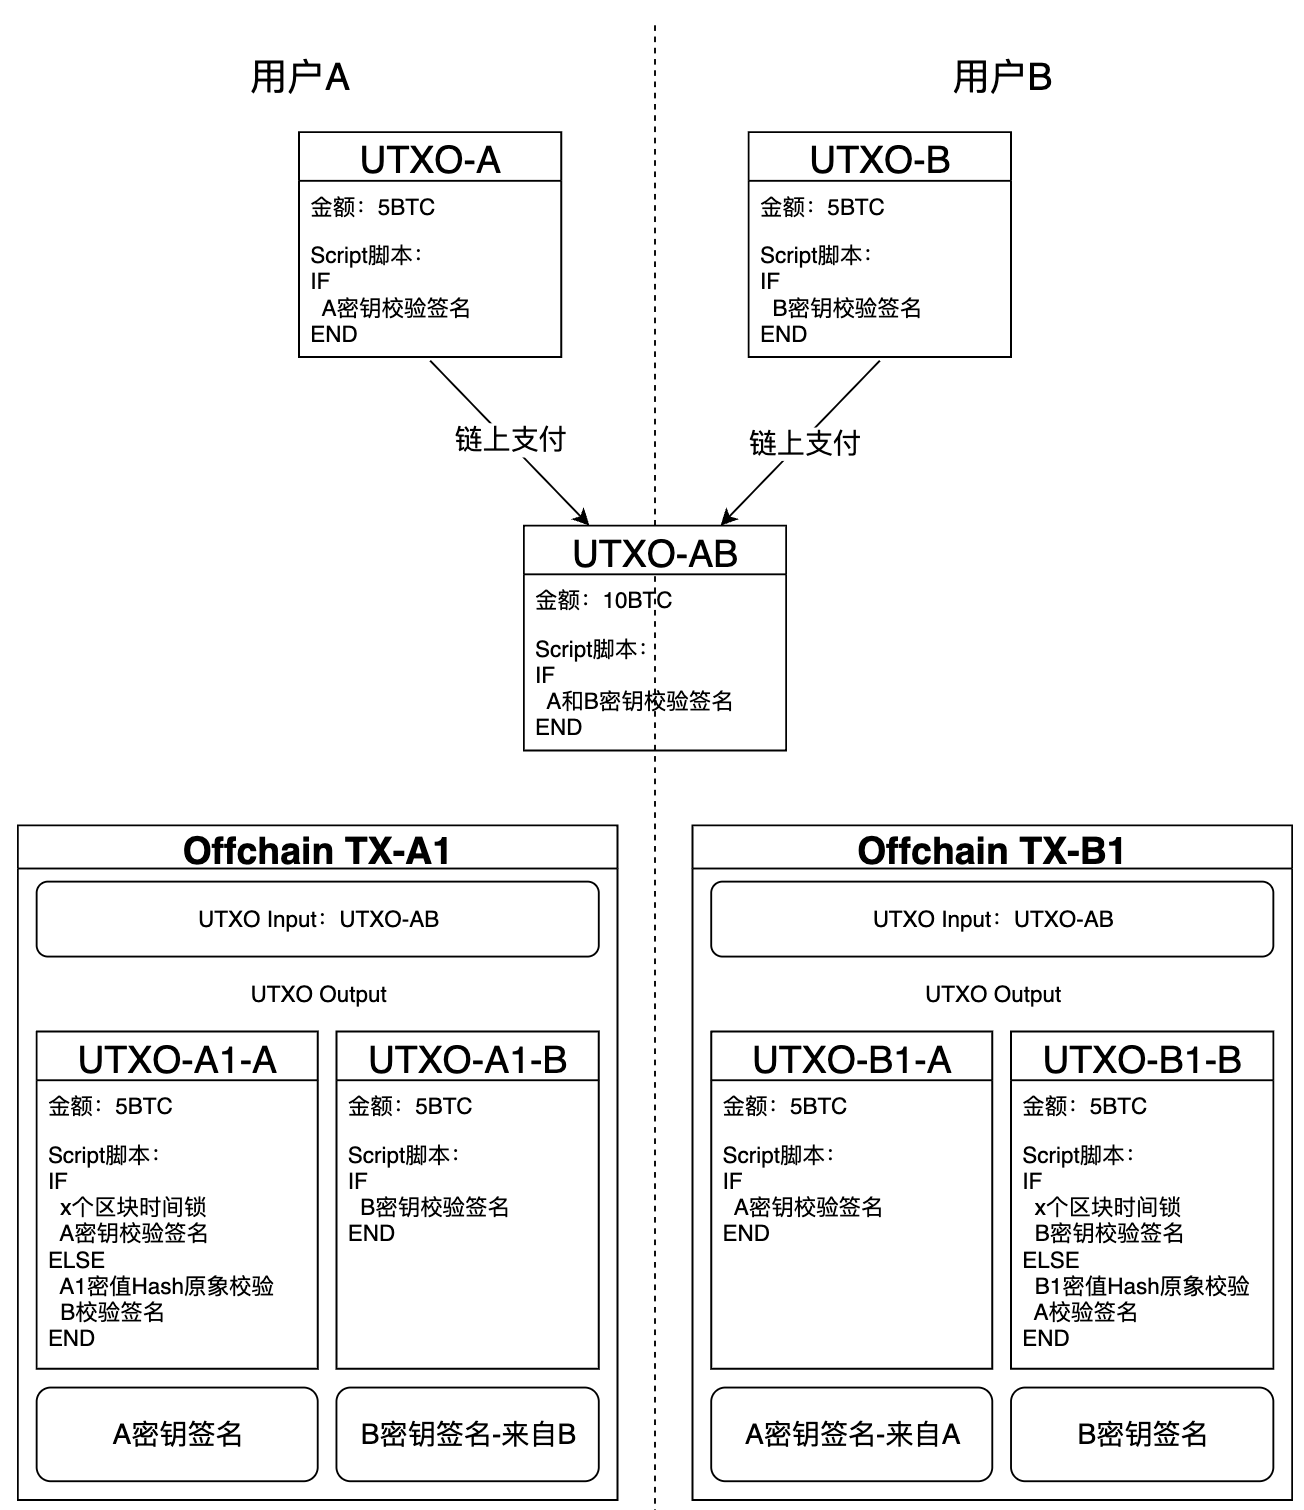 用户A
用户B
UTXO-A
金额：5BTC
Script脚本：
IF
A密钥校验签名
END
UTXO-B
金额：5BTC
Script脚本：
IF
B密钥校验签名
END
链上支付
链上支付
UTXO-AB
金额：10BTC
Script脚本：
IF
A和B密钥校验签名
END
Offchain TX-A1
UTXO Input：UTXO-AB
UTXO Output
UTXO-A1-A
金额：5BTC
Script脚本：
IF
x个区块时间锁
A密钥校验签名
ELSE
A1密值Hash原象校验
B校验签名
END
UTXO-A1-B
金额：5BTC
Script脚本：
IF
B密钥校验签名
END
A密钥签名
B密钥签名-来自B
Offchain TX-B1
UTXO Input：UTXO-AB
UTXO Output
UTXO-B1-A
金额：5BTC
Script脚本：
IF
A密钥校验签名
END
UTXO-B1-B
金额：5BTC
Script脚本：
IF
x个区块时间锁
B密钥校验签名
ELSE
B1密值Hash原象校验
A校验签名
END
A密钥签名-来自A
B密钥签名